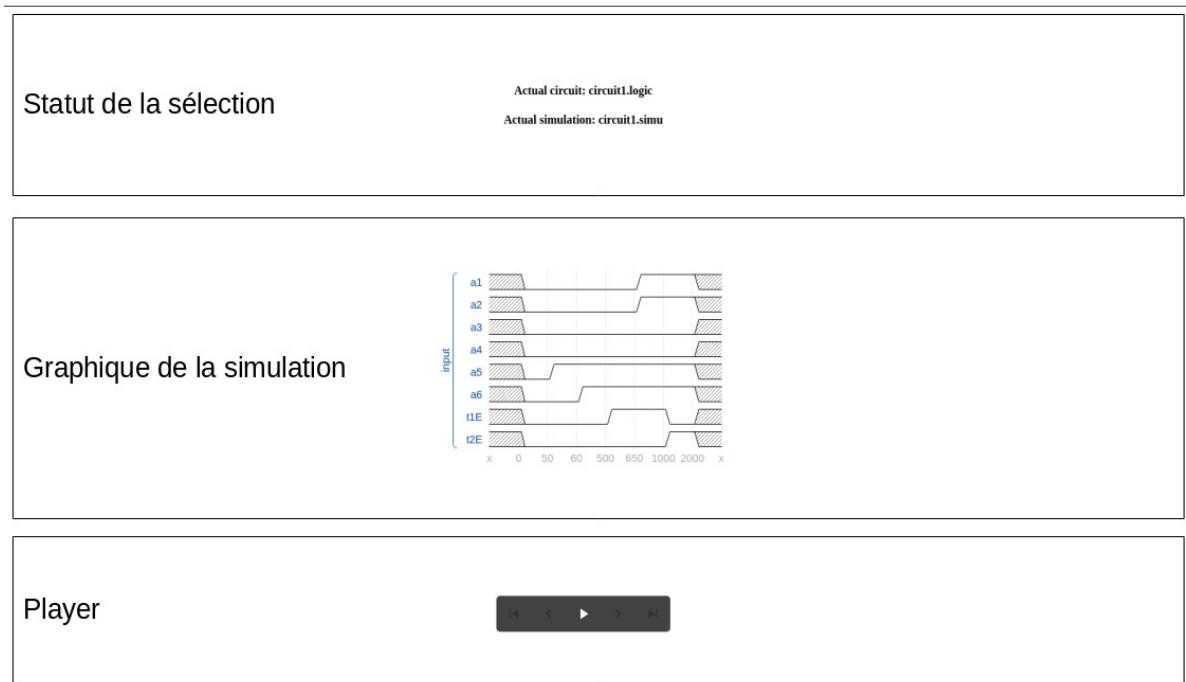 Statut de la sélection
Actual circuit: circuit1.logic
Actual simulation: circuit1.simu
Graphique de la simulation
input
a1
a2
a3
a4
a5
a6
t1E
t2E
x 0 50 60 500 650 1000 2000 x
Player